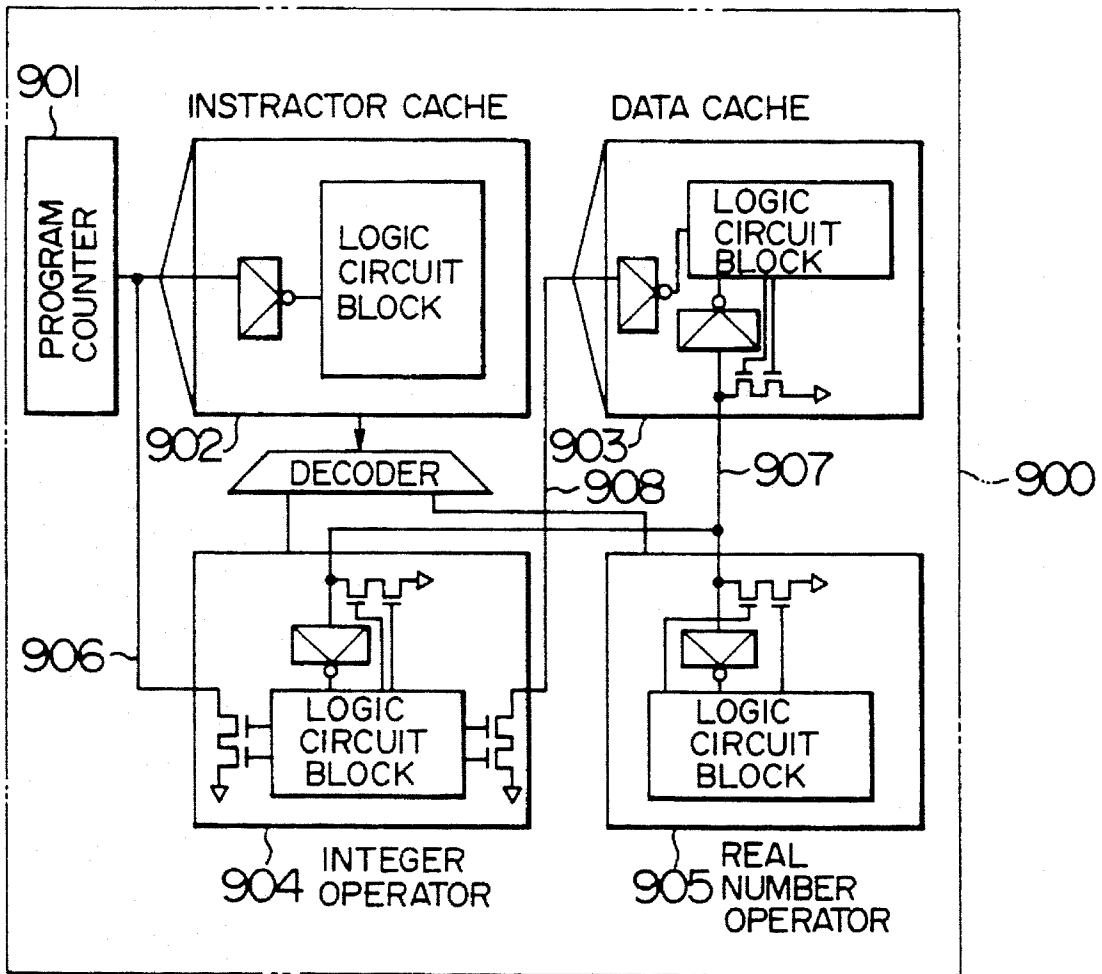 901
INSTRACTOR CACHE
DATA CACHE
PROGRAM
COUNTER
LOGIC
CIRCUIT
BLOCK
LOGIC
CIRCUIT
BLOCK
902
903
DECODER
908
907
900
906
LOGIC
CIRCUIT
BLOCK
LOGIC
CIRCUIT
BLOCK
904
INTEGER
OPERATOR
905
REAL
NUMBER
OPERATOR